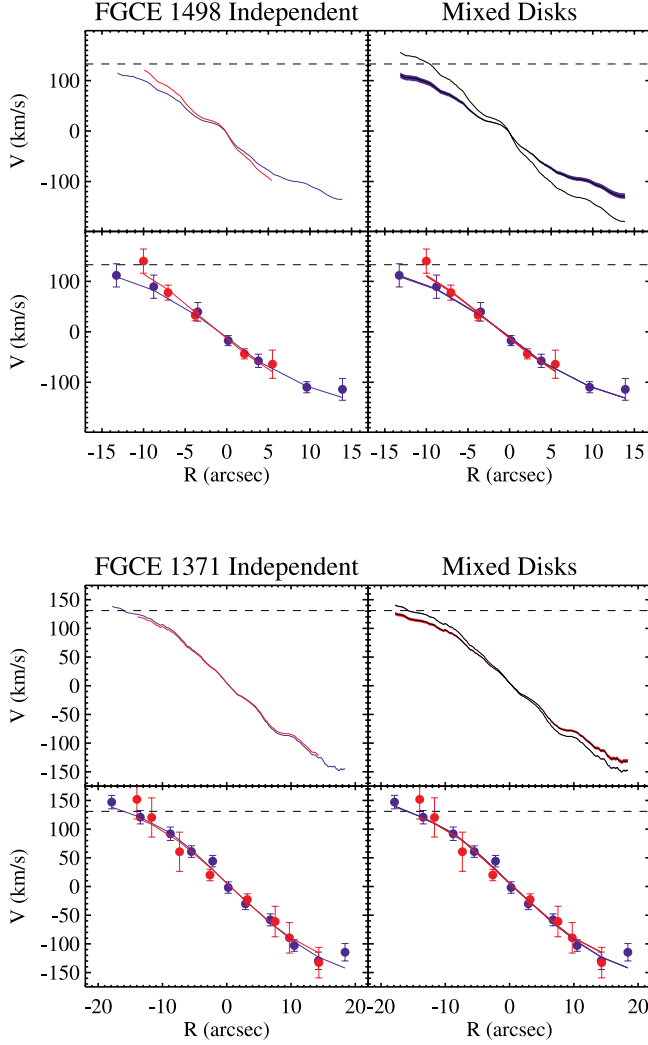 FGCE 1498 Independent
Mixed Disks
V (km/s)
100
0
-100
V (km/s)
100
0
-100
-15 -10 -5 0 5 10 15
-15 -10 -5 0 5 10 15
R (arcsec)
R (arcsec)
FGCE 1371 Independent
Mixed Disks
V (km/s)
150
100
50
0
-50
-100
-150
V (km/s)
150
100
50
0
-50
-100
-150
-20 -10 0 10 20
-10 0 10 20
R (arcsec)
R (arcsec)